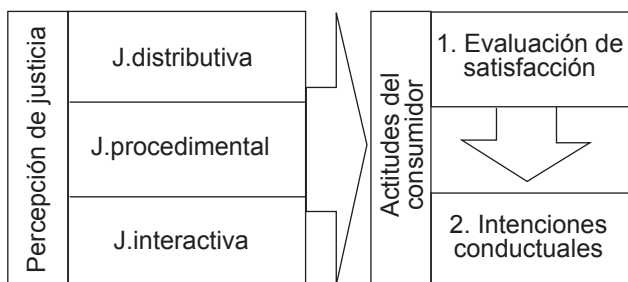 Percepción de justicia
J.distributiva
J.procedimental
J.interactiva
Actitudes del
consumidor
1. Evaluación de
satisfacción
2. Intenciones
conductuales